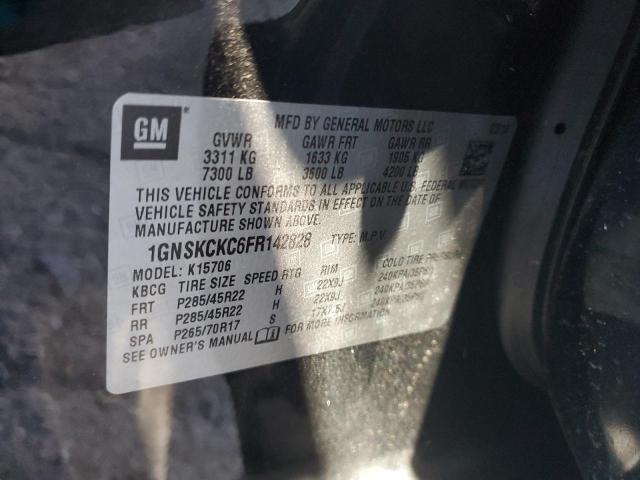 GM
MFD BY GENERAL MOTORS LLC
GVWR GAWR FRT GAWR RR
3311 KG 1633 KG 1905 KG
7300 LB 3600 LB 4200 LB
THIS VEHICLE CONFORMS TO ALL APPLICABLE U.S. FEDERAL MOTOR
VEHICLE SAFETY STANDARDS IN EFFECT ON THE DATE OF
MANUFACTURE SHOWN ABOVE.
1GNSKCKC6FR142828 TYPE: M.P.V.
MODEL: K15706
KBCG TIRE SIZE SPEED RTG RIM COLD TIRE PRESSURE
FRT P285/45R22 H 22X9J 240KPA(35PSI)
RR P285/45R22 H 22X9J 240KPA(35PSI)
SPA P265/70R17 S 17X7.5J 240KPA(35PSI)
SEE OWNER'S MANUAL FOR MORE INFORMATION.